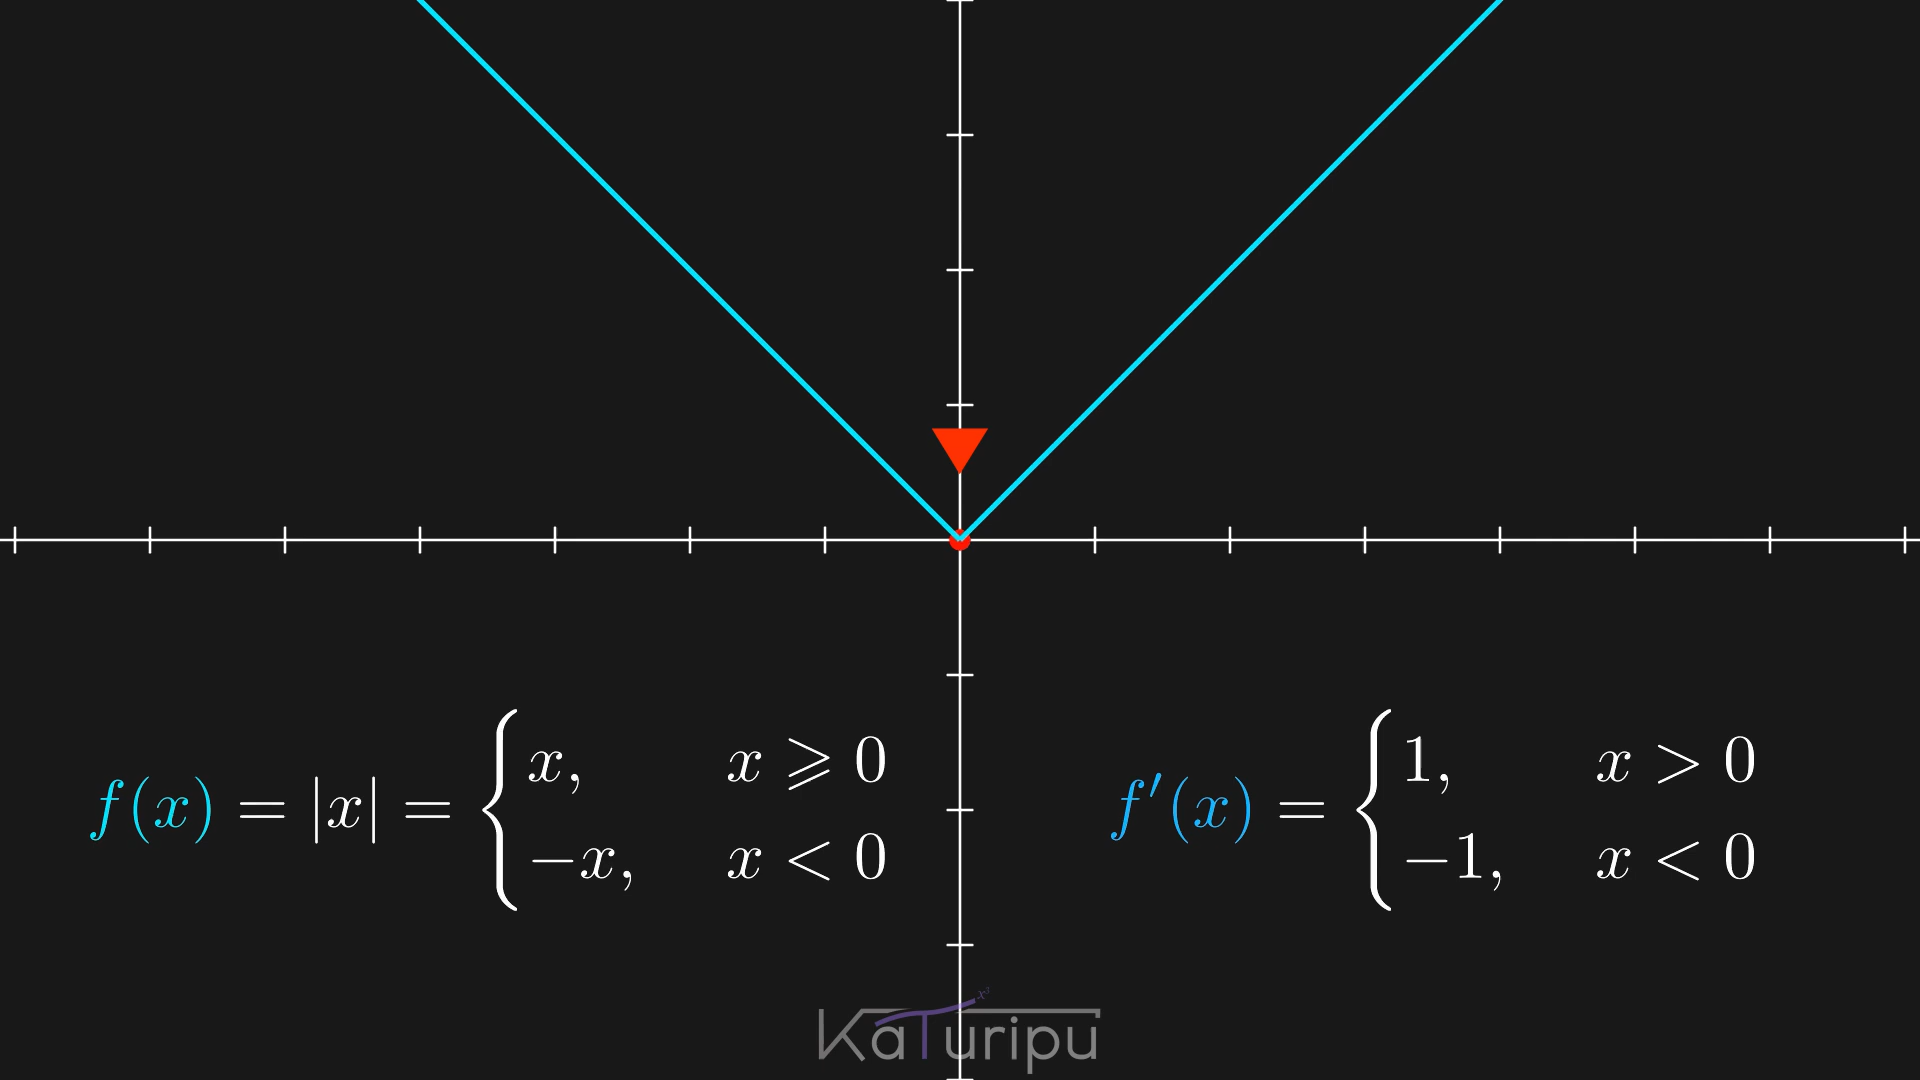 f(x) = |x| = { x, x ⩾ 0
−x, x < 0
f′(x) = { 1, x > 0
−1, x < 0
KaTuripu